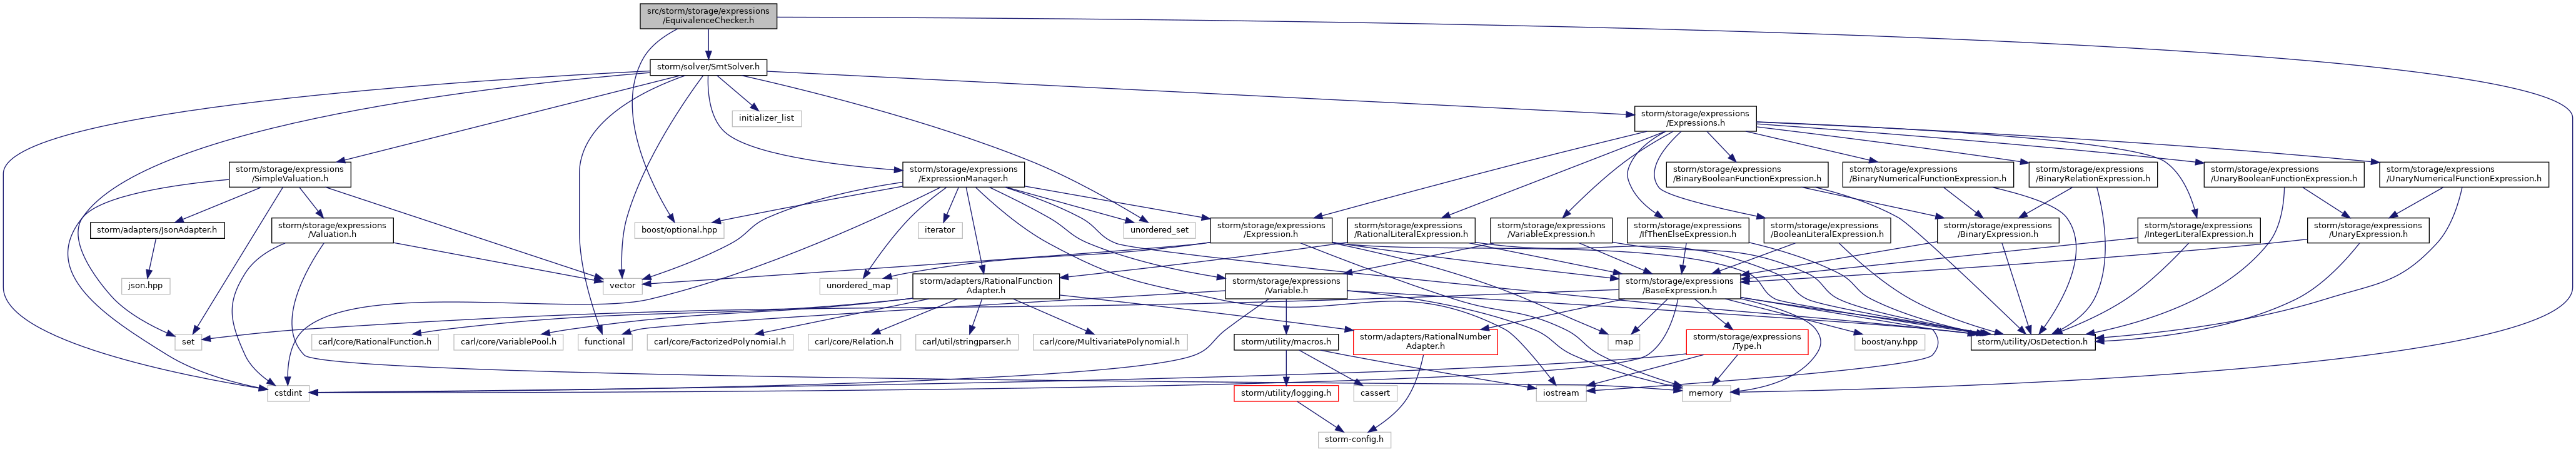 src/storm/storage/expressions
/EquivalenceChecker.h
storm/solver/SmtSolver.h
initializer_list
storm/storage/expressions
/Expressions.h
storm/storage/expressions
/SimpleValuation.h
storm/storage/expressions
/ExpressionManager.h
storm/storage/expressions
/BinaryBooleanFunctionExpression.h
storm/storage/expressions
/BinaryNumericalFunctionExpression.h
storm/storage/expressions
/BinaryRelationExpression.h
storm/storage/expressions
/UnaryBooleanFunctionExpression.h
storm/storage/expressions
/UnaryNumericalFunctionExpression.h
storm/adapters/JsonAdapter.h
storm/storage/expressions
/Valuation.h
boost/optional.hpp
iterator
unordered_set
storm/storage/expressions
/Expression.h
storm/storage/expressions
/RationalLiteralExpression.h
storm/storage/expressions
/VariableExpression.h
storm/storage/expressions
/IfThenElseExpression.h
storm/storage/expressions
/BooleanLiteralExpression.h
storm/storage/expressions
/BinaryExpression.h
storm/storage/expressions
/IntegerLiteralExpression.h
storm/storage/expressions
/UnaryExpression.h
json.hpp
vector
unordered_map
storm/adapters/RationalFunction
Adapter.h
storm/storage/expressions
/Variable.h
storm/storage/expressions
/BaseExpression.h
set
carl/core/RationalFunction.h
carl/core/VariablePool.h
functional
carl/core/FactorizedPolynomial.h
carl/core/Relation.h
carl/util/stringparser.h
carl/core/MultivariatePolynomial.h
storm/utility/macros.h
storm/adapters/RationalNumber
Adapter.h
map
storm/storage/expressions
/Type.h
boost/any.hpp
storm/utility/OsDetection.h
cstdint
storm/utility/logging.h
cassert
iostream
memory
storm-config.h